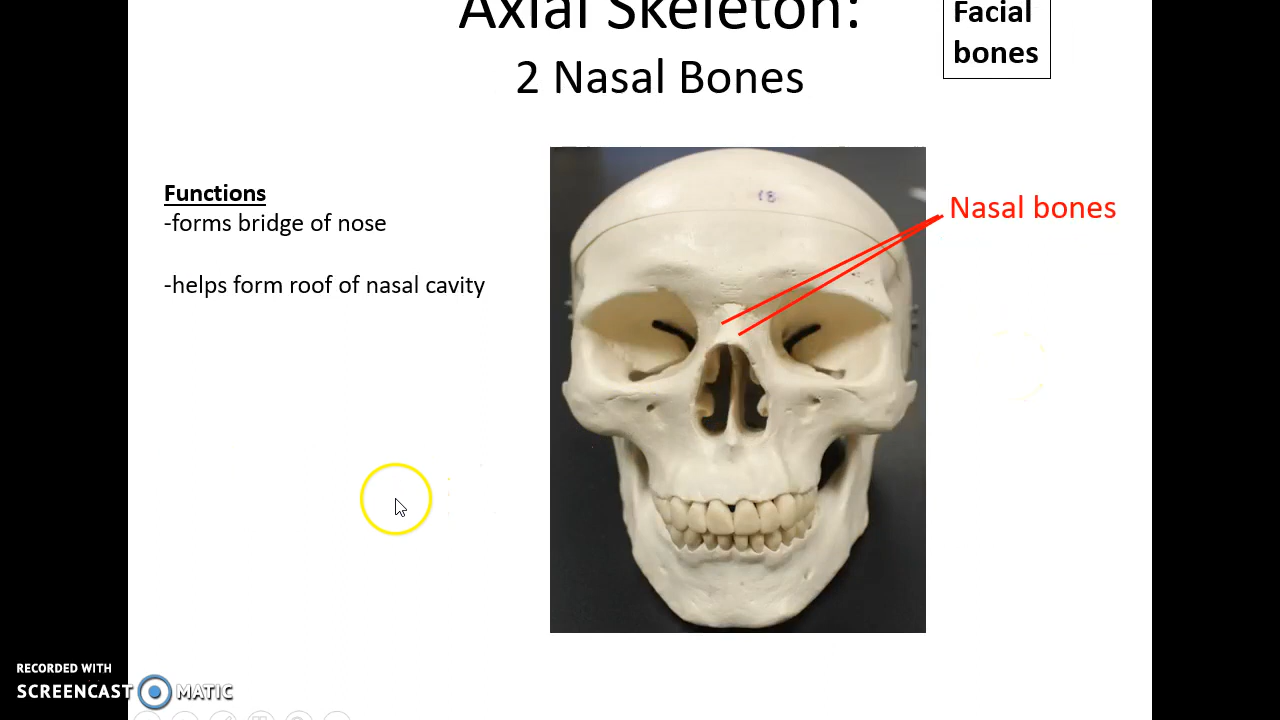 Axial Skeleton:
2 Nasal Bones
Facial
bones
Functions
-forms bridge of nose
-helps form roof of nasal cavity
18
Nasal bones
RECORDED WITH
SCREENCAST MATIC